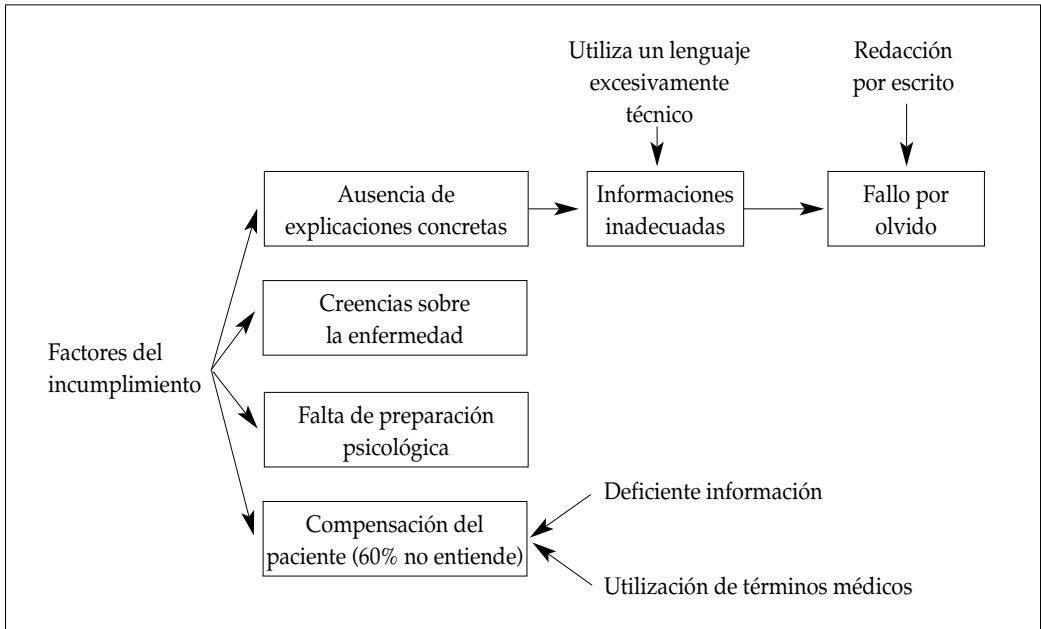 Utiliza un lenguaje
excesivamente
técnico
Redacción
por escrito
Ausencia de
explicaciones concretas
Informaciones
inadecuadas
Fallo por
olvido
Creencias sobre
la enfermedad
Factores del
incumplimiento
Falta de preparación
psicológica
Compensación del
paciente (60% no entiende)
Deficiente información
Utilización de términos médicos